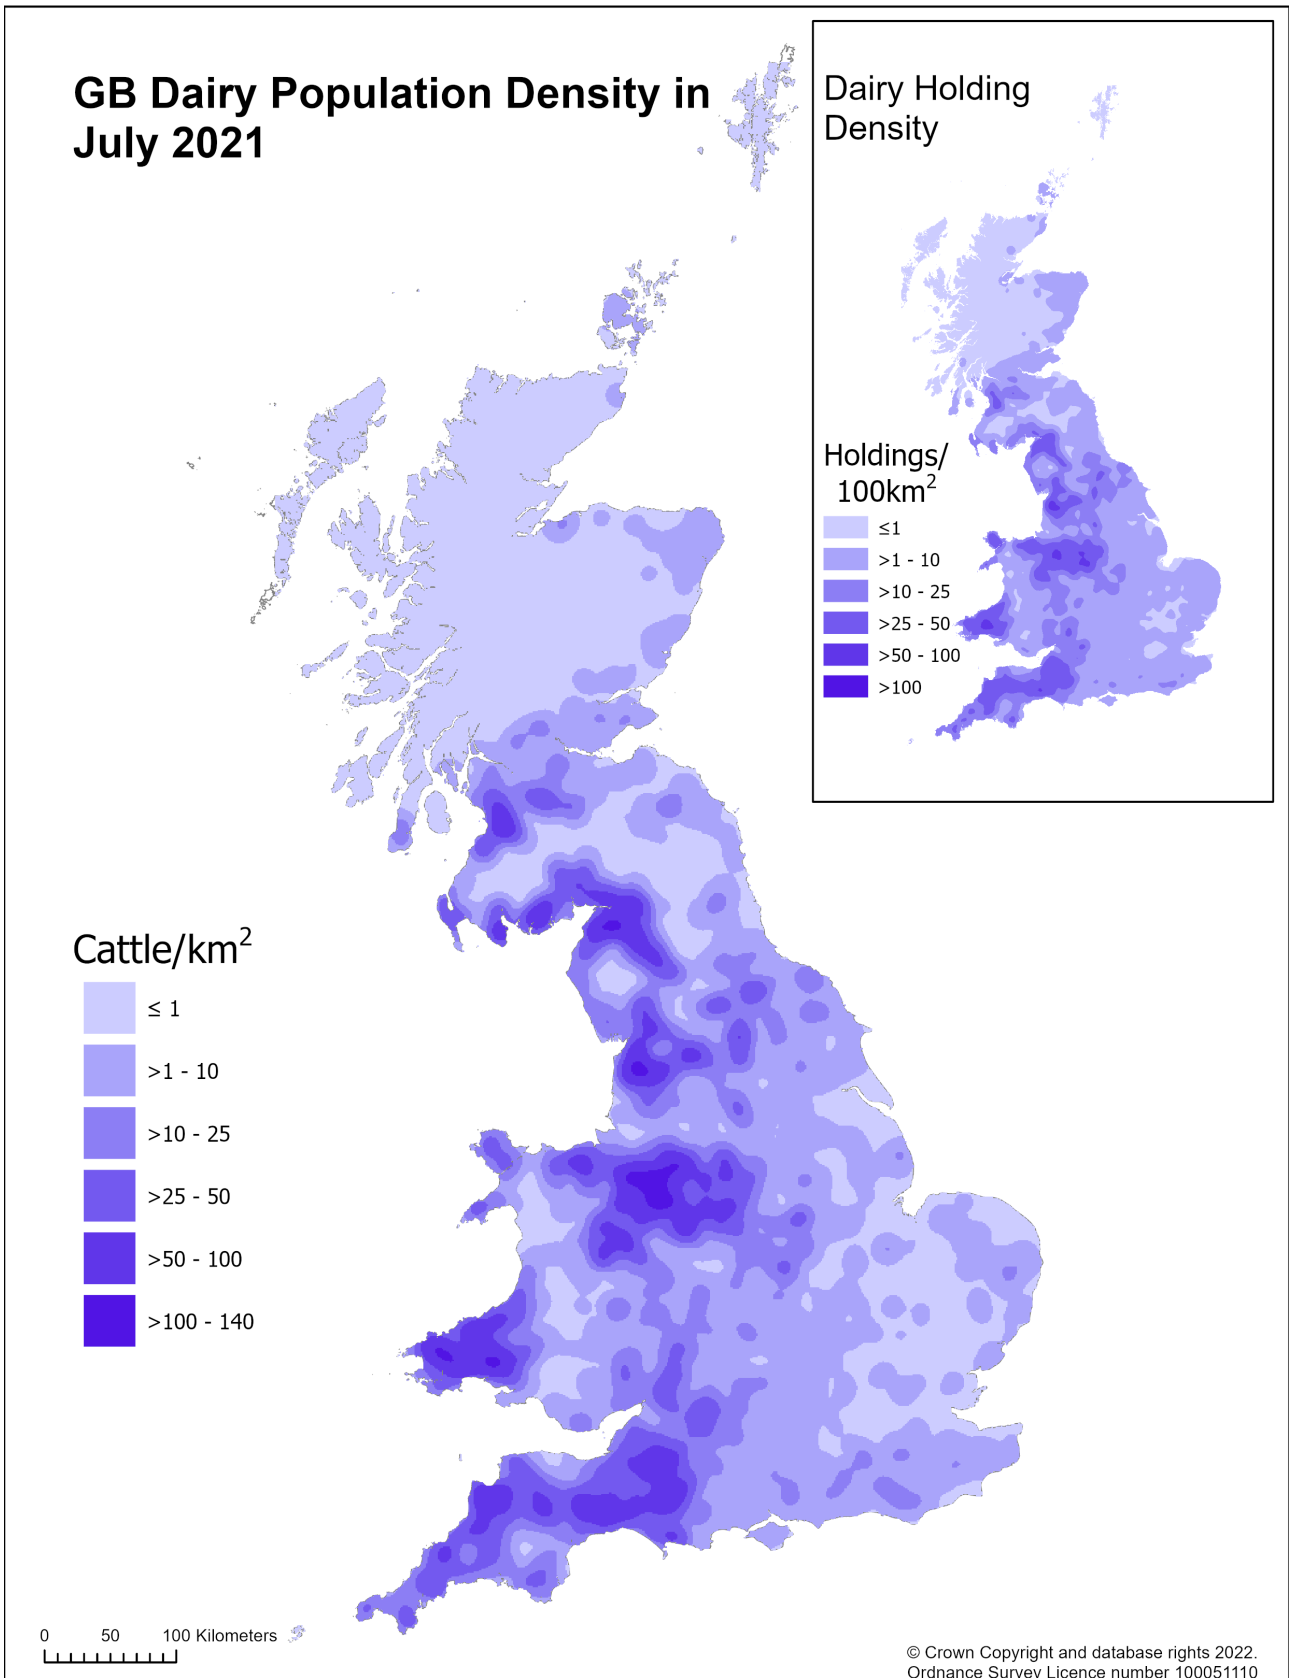 GB Dairy Population Density in
July 2021
Dairy Holding
Density
Holdings/
100km²
≤1
>1 - 10
>10 - 25
>25 - 50
>50 - 100
>100
Cattle/km²
≤ 1
>1 - 10
>10 - 25
>25 - 50
>50 - 100
>100 - 140
0 50 100 Kilometers
© Crown Copyright and database rights 2022.
Ordnance Survey Licence number 100051110